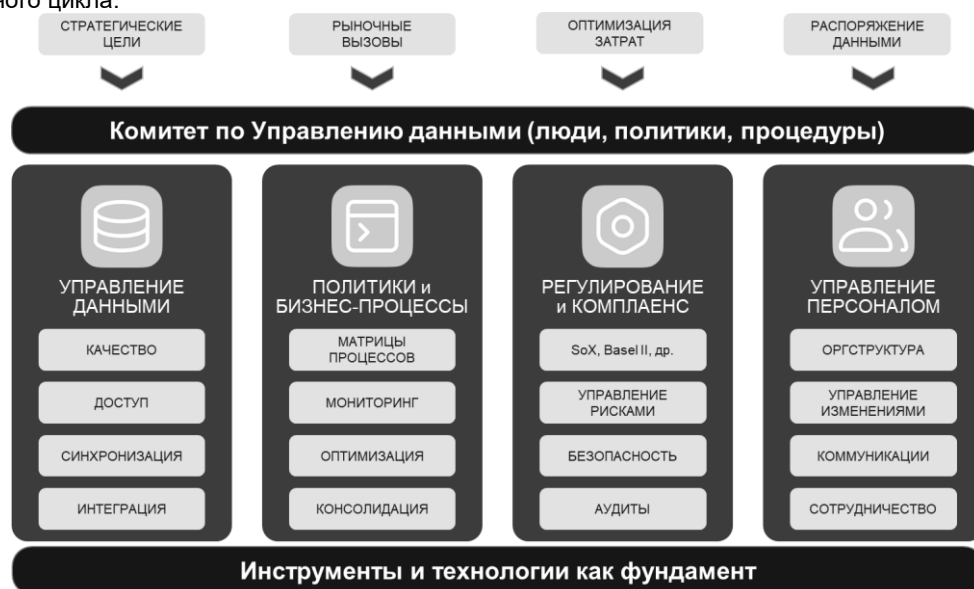 ного цикла.
СТРАТЕГИЧЕСКИЕ
ЦЕЛИ
РЫНОЧНЫЕ
ВЫЗОВЫ
ОПТИМИЗАЦИЯ
ЗАТРАТ
РАСПОРЯЖЕНИЕ
ДАННЫМИ
Комитет по Управлению данными (люди, политики, процедуры)
УПРАВЛЕНИЕ
ДАННЫМИ
КАЧЕСТВО
ДОСТУП
СИНХРОНИЗАЦИЯ
ИНТЕГРАЦИЯ
ПОЛИТИКИ и
БИЗНЕС-ПРОЦЕССЫ
МАТРИЦЫ
ПРОЦЕССОВ
МОНИТОРИНГ
ОПТИМИЗАЦИЯ
КОНСОЛИДАЦИЯ
РЕГУЛИРОВАНИЕ
и КОМПЛАЕНС
SoX, Basel II, др.
УПРАВЛЕНИЕ
РИСКАМИ
БЕЗОПАСНОСТЬ
АУДИТЫ
УПРАВЛЕНИЕ
ПЕРСОНАЛОМ
ОРГСТРУКТУРА
УПРАВЛЕНИЕ
ИЗМЕНЕНИЯМИ
КОММУНИКАЦИИ
СОТРУДНИЧЕСТВО
Инструменты и технологии как фундамент